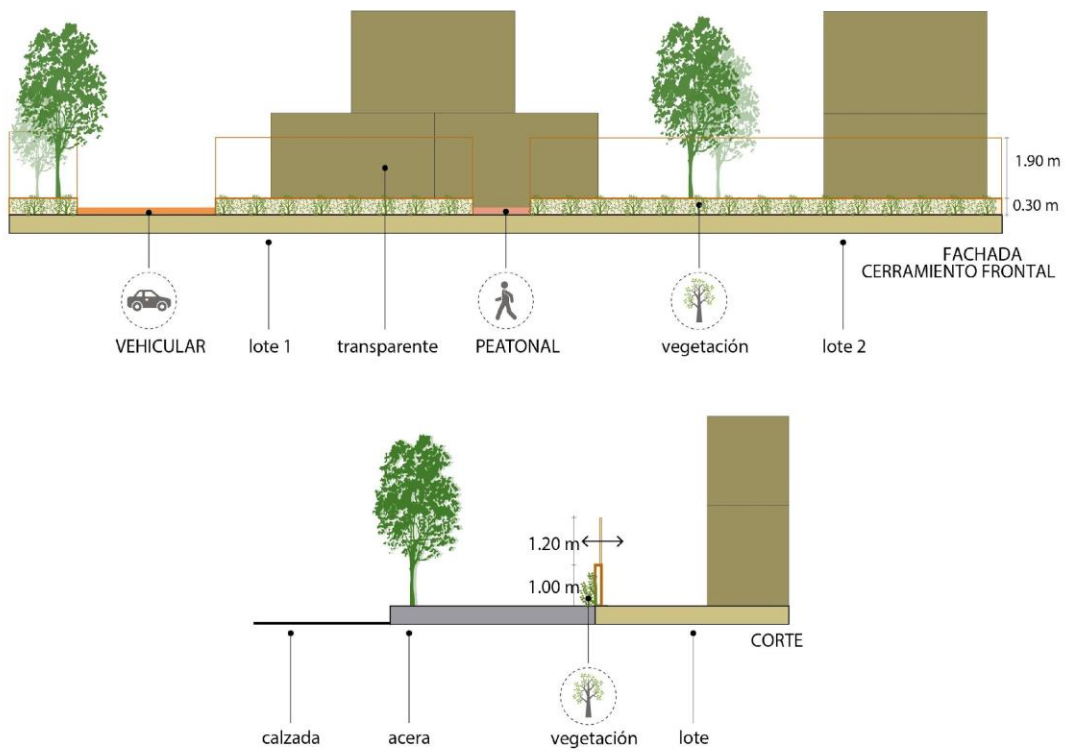 1.90 m
0.30 m
FACHADA
CERRAMIENTO FRONTAL
VEHICULAR lote 1 transparente PEATONAL vegetación lote 2
1.20 m
1.00 m
CORTE
calzada acera vegetación lote